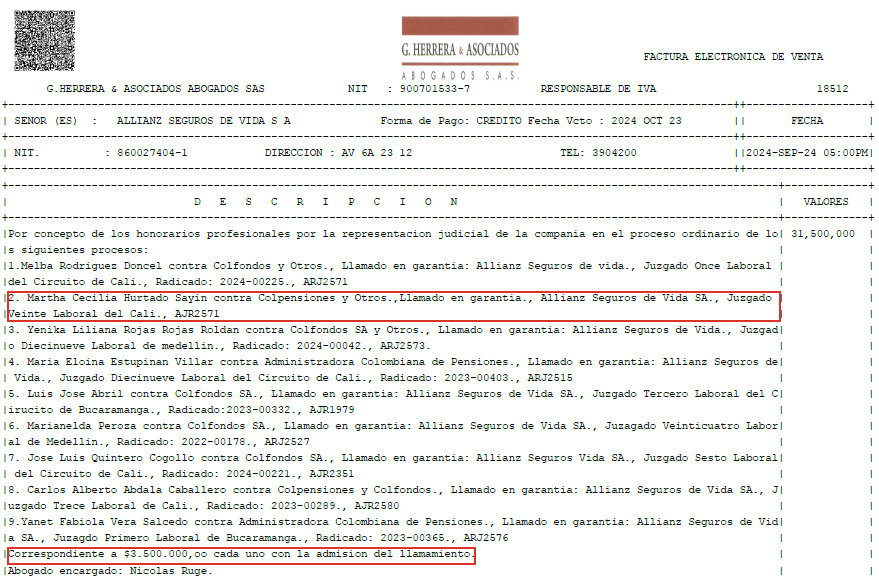 G. HERRERA & ASOCIADOS
ABOGADOS S.A.S.
FACTURA ELECTRONICA DE VENTA
G.HERRERA & ASOCIADOS ABOGADOS SAS NIT : 900701533-7 RESPONSABLE DE IVA 18512
SENOR (ES) : ALLIANZ SEGUROS DE VIDA S A Forma de Pago: CREDITO Fecha Vcto : 2024 OCT 23 FECHA
NIT. : 860027404-1 DIRECCION : AV 6A 23 12 TEL: 3904200 2024-SEP-24 05:00PM
D E S C R I P C I O N VALORES
Por concepto de los honorarios profesionales por la representacion judicial de la compania en el proceso ordinario de lo 31,500,000
s siguientes procesos:
1.Melba Rodriguez Doncel contra Colfondos y Otros., Llamado en garantia: Allianz Seguros de vida., Juzgado Once Laboral
del Circuito de Cali., Radicado: 2024-00225., ARJ2571
2. Martha Cecilia Hurtado Sayin contra Colpensiones y Otros.,Llamado en garantia., Allianz Seguros de Vida SA., Juzgado
Veinte Laboral del Cali., AJR2571
3. Yenika Liliana Rojas Rojas Roldan contra Colfondos SA y Otros., Llamado en garantia: Allianz Seguros de Vida., Juzgad
o Diecinueve Laboral de medellin., Radicado: 2024-00042., ARJ2573.
4. Maria Eloina Estupinan Villar contra Administradora Colombiana de Pensiones., Llamado en garantia: Allianz Seguros de
Vida., Juzgado Diecinueve Laboral del Circuito de Cali., Radicado: 2023-00403., ARJ2515
5. Luis Jose Abril contra Colfondos SA., Llamado en garantia: Allianz Seguros de Vida SA., Juzgado Tercero Laboral del C
irucito de Bucaramanga., Radicado:2023-00332., AJR1979
6. Marianelda Peroza contra Colfondos SA., Llamado en garantia: Allianz Seguros de Vida SA., Juzagado Veinticuatro Labor
al de Medellin., Radicado: 2022-00178., ARJ2527
7. Jose Luis Quintero Cogollo contra Colfondos SA., Llamado en garantia: Allianz Seguros Vida SA., Juzgado Sesto Laboral
del Circuito de Cali., Radicado: 2024-00221., AJR2351
8. Carlos Alberto Abdala Caballero contra Colpensiones y Colfondos., Llamado en garantia: Allianz Seguros de Vida SA., J
uzgado Trece Laboral de Cali., Radicado: 2023-00289., AJR2580
9.Yanet Fabiola Vera Salcedo contra Administradora Colombiana de Pensiones., Llamado en garantia: Allianz Seguros de Vid
a SA., Juzagdo Primero Laboral de Bucaramanga., Radicado: 2023-00365., ARJ2576
Correspondiente a $3.500.000,oo cada uno con la admision del llamamiento.
Abogado encargado: Nicolas Ruge.